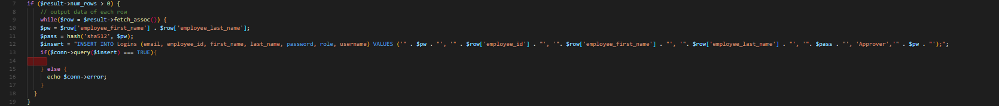 7 if ($result->num_rows > 0) {
8 // output data of each row
9 while($row = $result->fetch_assoc()) {
10 $pw = $row['employee_first_name'] . $row['employee_last_name'];
11 $pass = hash('sha512', $pw);
12 $insert = "INSERT INTO Logins (email, employee_id, first_name, last_name, password, role, username) VALUES ('" . $pw . "', '" . $row['employee_id'] . "', '". $row['employee_first_name'] . "', '". $row['employee_last_name'] . "', '". $pass . "', 'Approver','" . $pw . "');";
13 if($conn->query($insert) === TRUE){
14
15 } else {
16 echo $conn->error;
17 }
18 }
19 }